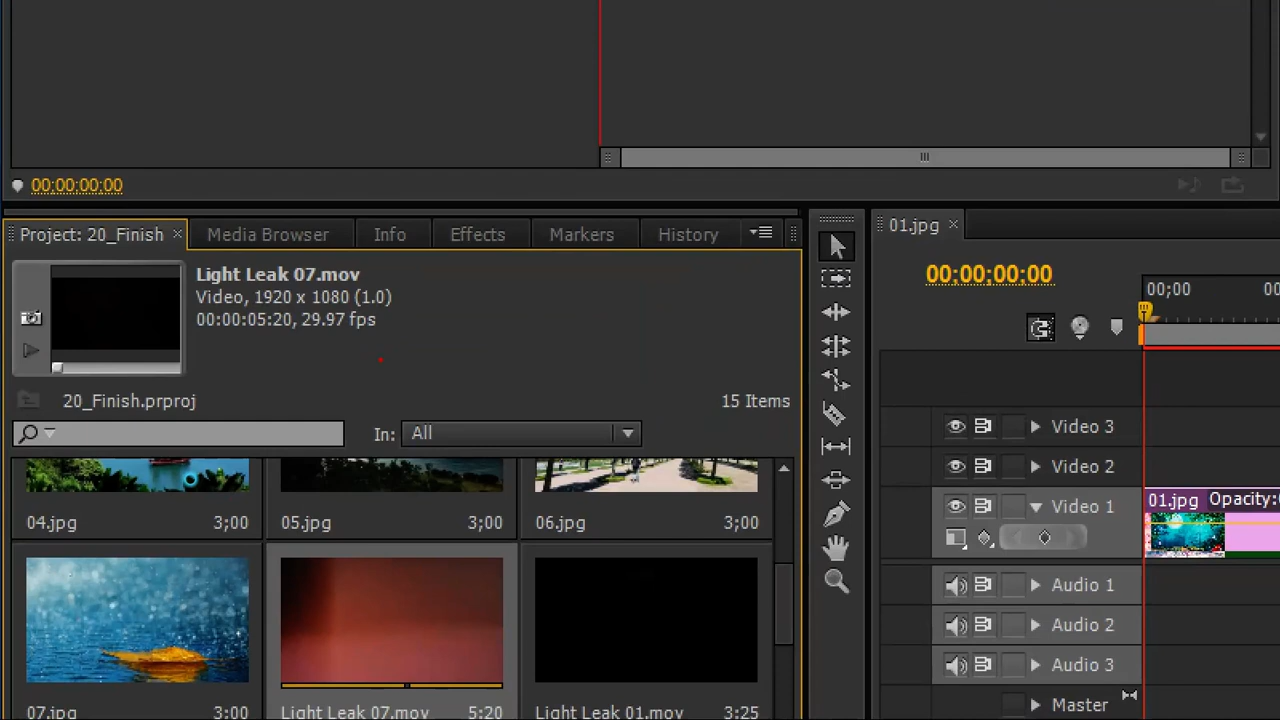 00;00;00;00
Project: 20_Finish
Media Browser
Info
Effects
Markers
History
01.jpg
Light Leak 07.mov
Video, 1920 x 1080 (1.0)
00:00:05:20, 29.97 fps
00;00;00;00
00;00
00
20_Finish.prproj
15 Items
In: All
Video 3
Video 2
Video 1
01.jpg Opacity:
04.jpg 3;00
05.jpg 3;00
06.jpg 3;00
Audio 1
Audio 2
Audio 3
Master
07.jpg 3;00
Light Leak 07.mov 5:20
Light Leak 01.mov 3:25